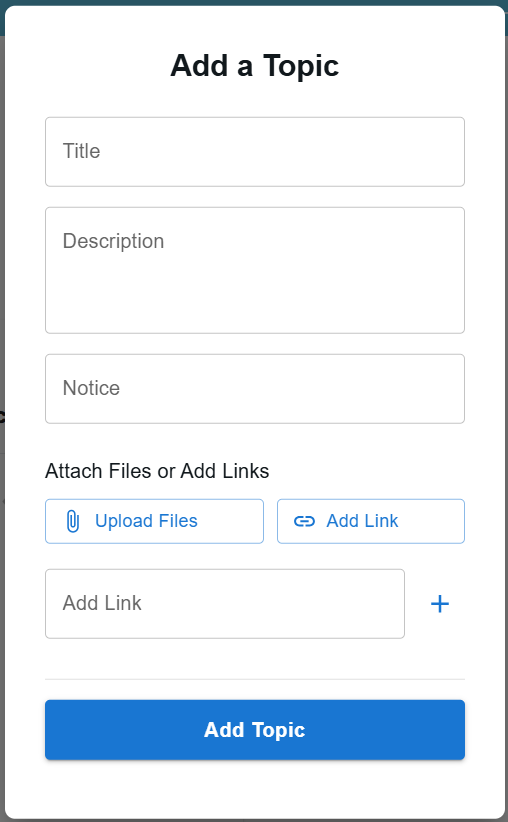 Add a Topic
Title
Description
Notice
Attach Files or Add Links
Upload Files
Add Link
Add Link
Add Topic